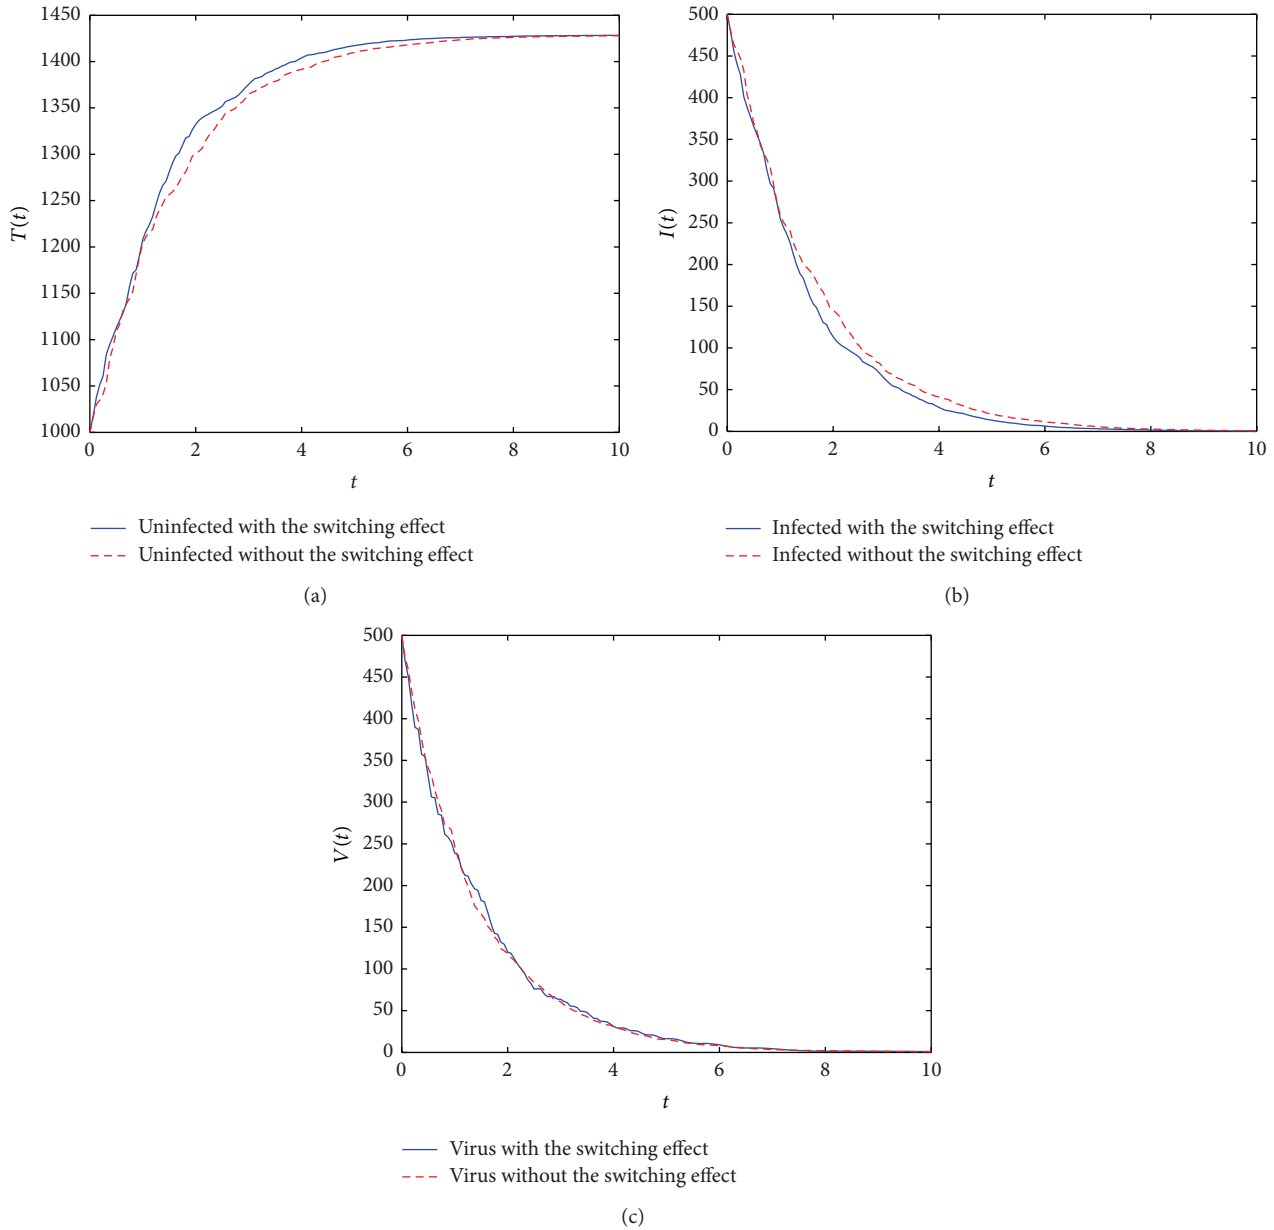 1450
1400
1350
1300
1250
1200
1150
1100
1050
1000
T(t)
0 2 4 6 8 10
t
Uninfected with the switching effect
Uninfected without the switching effect
(a)
500
450
400
350
300
250
200
150
100
50
0
I(t)
0 2 4 6 8 10
t
Infected with the switching effect
Infected without the switching effect
(b)
500
450
400
350
300
250
200
150
100
50
0
V(t)
0 2 4 6 8 10
t
Virus with the switching effect
Virus without the switching effect
(c)